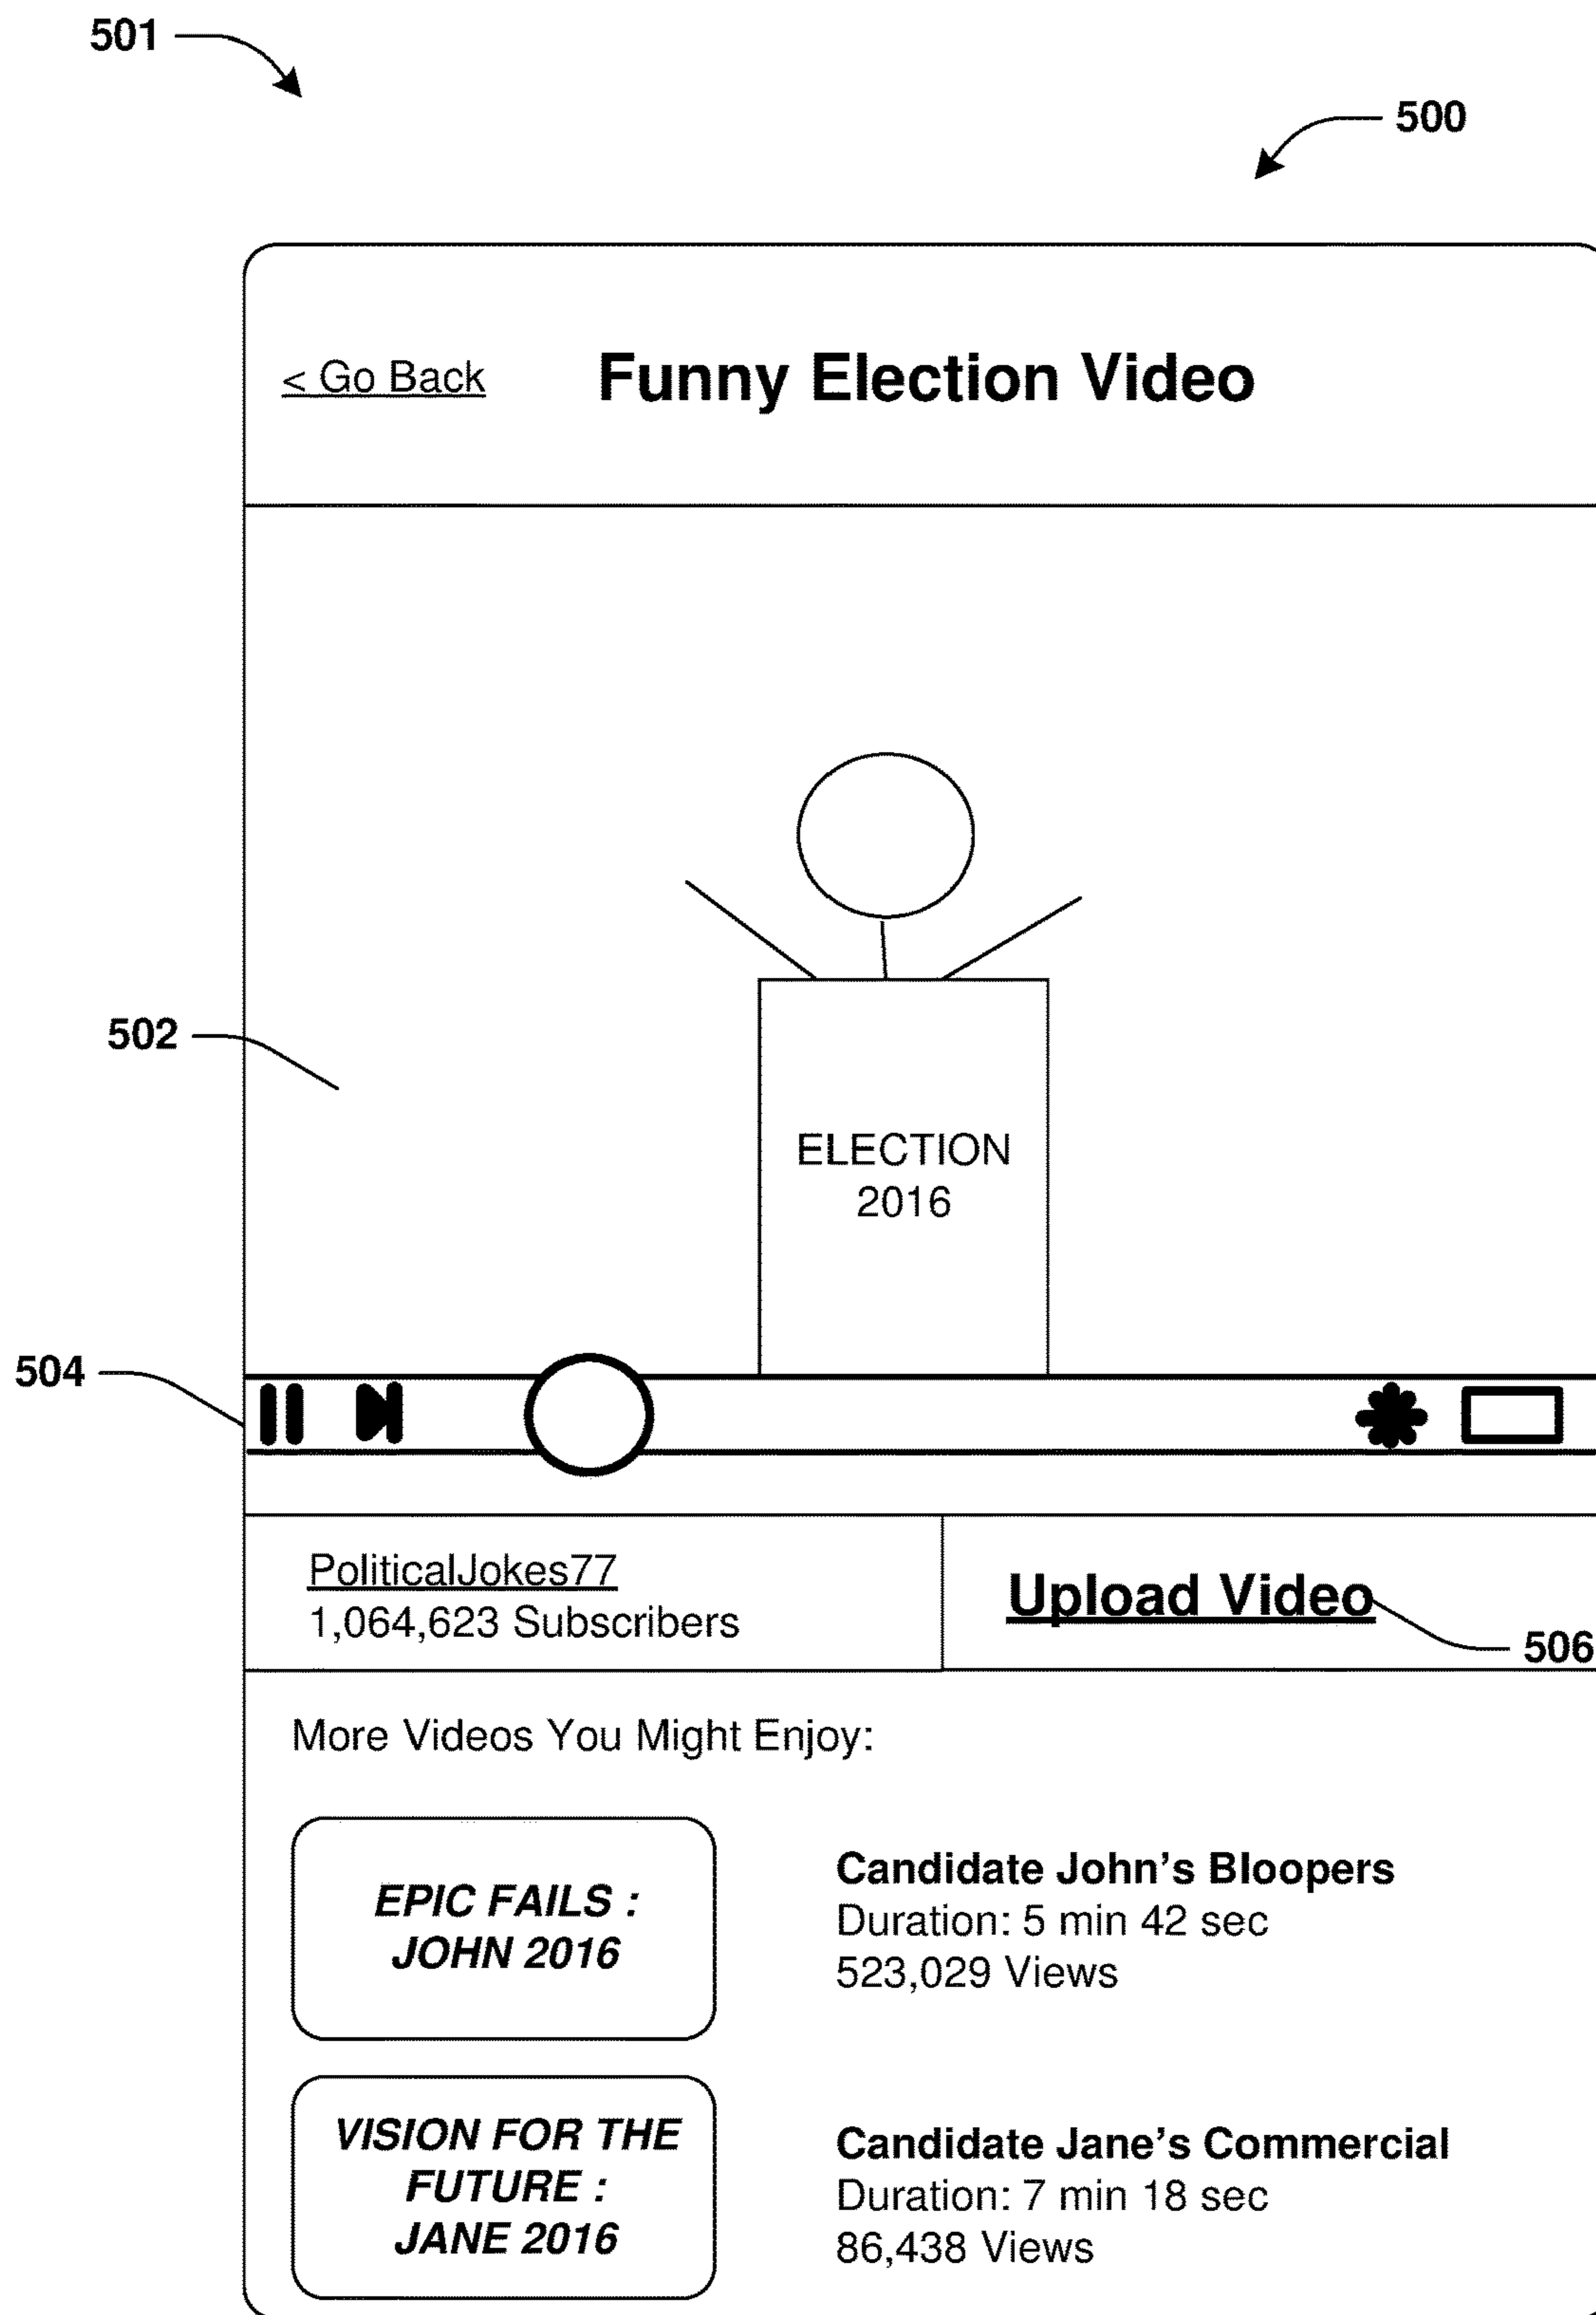 501
500
< Go Back
Funny Election Video
502
ELECTION
2016
504
PoliticalJokes77
1,064,623 Subscribers
Upload Video
506
More Videos You Might Enjoy:
EPIC FAILS :
JOHN 2016
Candidate John's Bloopers
Duration: 5 min 42 sec
523,029 Views
VISION FOR THE
FUTURE :
JANE 2016
Candidate Jane's Commercial
Duration: 7 min 18 sec
86,438 Views